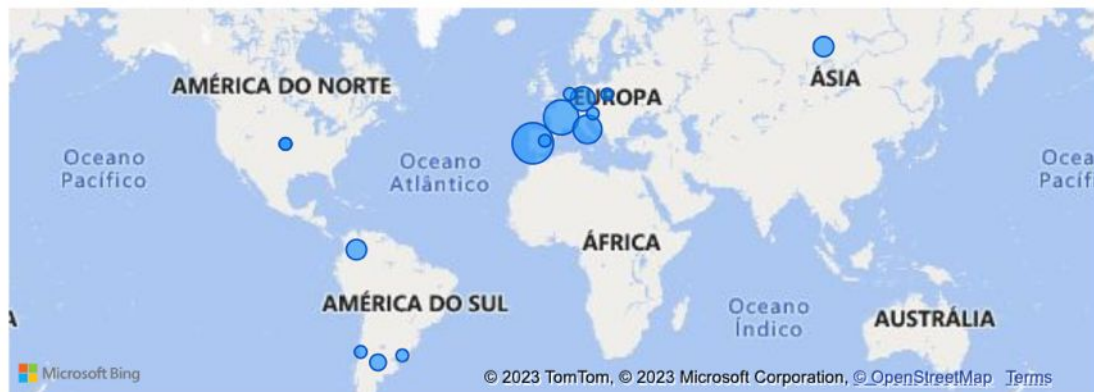 AMÉRICA DO NORTE
ÁSIA
EUROPA
Oceano
Pacífico
Oceano
Atlântico
Ocea
Pacífi
ÁFRICA
AMÉRICA DO SUL
Oceano
Índico
AUSTRÁLIA
A
Microsoft Bing
© 2023 TomTom, © 2023 Microsoft Corporation, © OpenStreetMap Terms